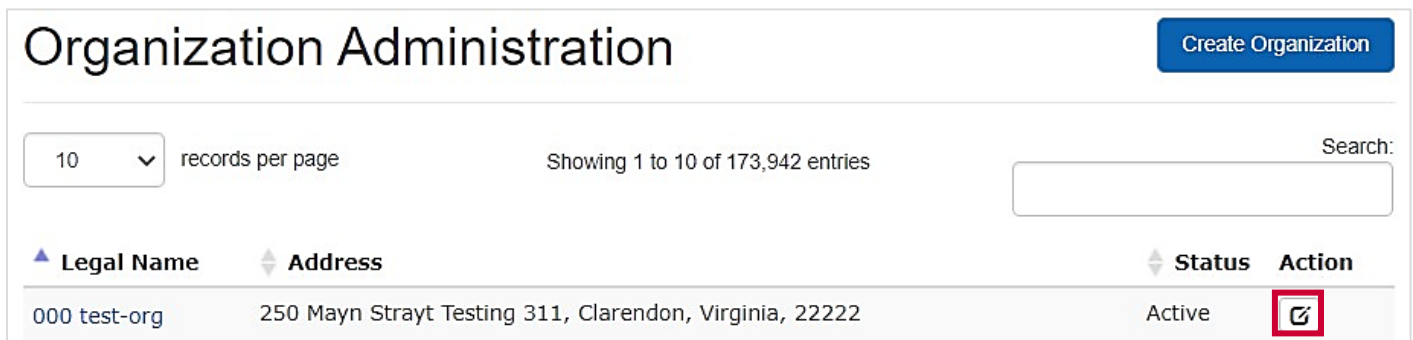 Organization Administration
Create Organization
10 records per page
Showing 1 to 10 of 173,942 entries
Search:
Legal Name Address Status Action
000 test-org 250 Mayn Strayt Testing 311, Clarendon, Virginia, 22222 Active